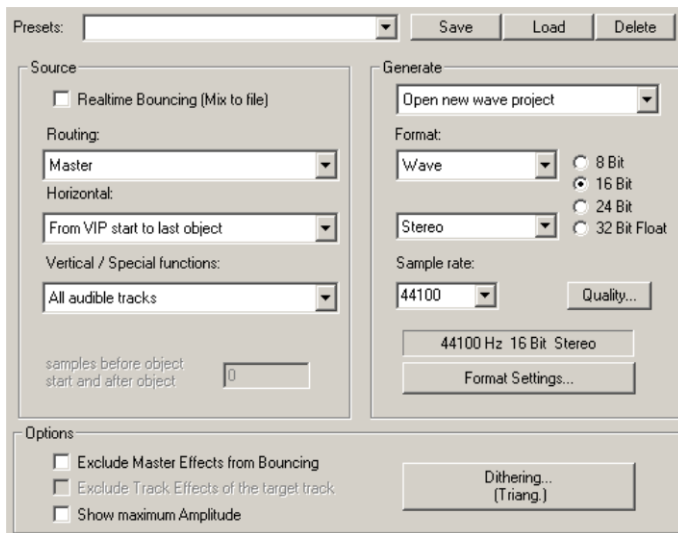 Presets:
Save
Load
Delete
Source
Realtime Bouncing (Mix to file)
Routing:
Master
Horizontal:
From VIP start to last object
Vertical / Special functions:
All audible tracks
samples before object
start and after object
0
Generate
Open new wave project
Format:
Wave
8 Bit
16 Bit
24 Bit
32 Bit Float
Stereo
Sample rate:
44100
Quality...
44100 Hz 16 Bit Stereo
Format Settings...
Options
Exclude Master Effects from Bouncing
Exclude Track Effects of the target track
Show maximum Amplitude
Dithering...
(Triang.)